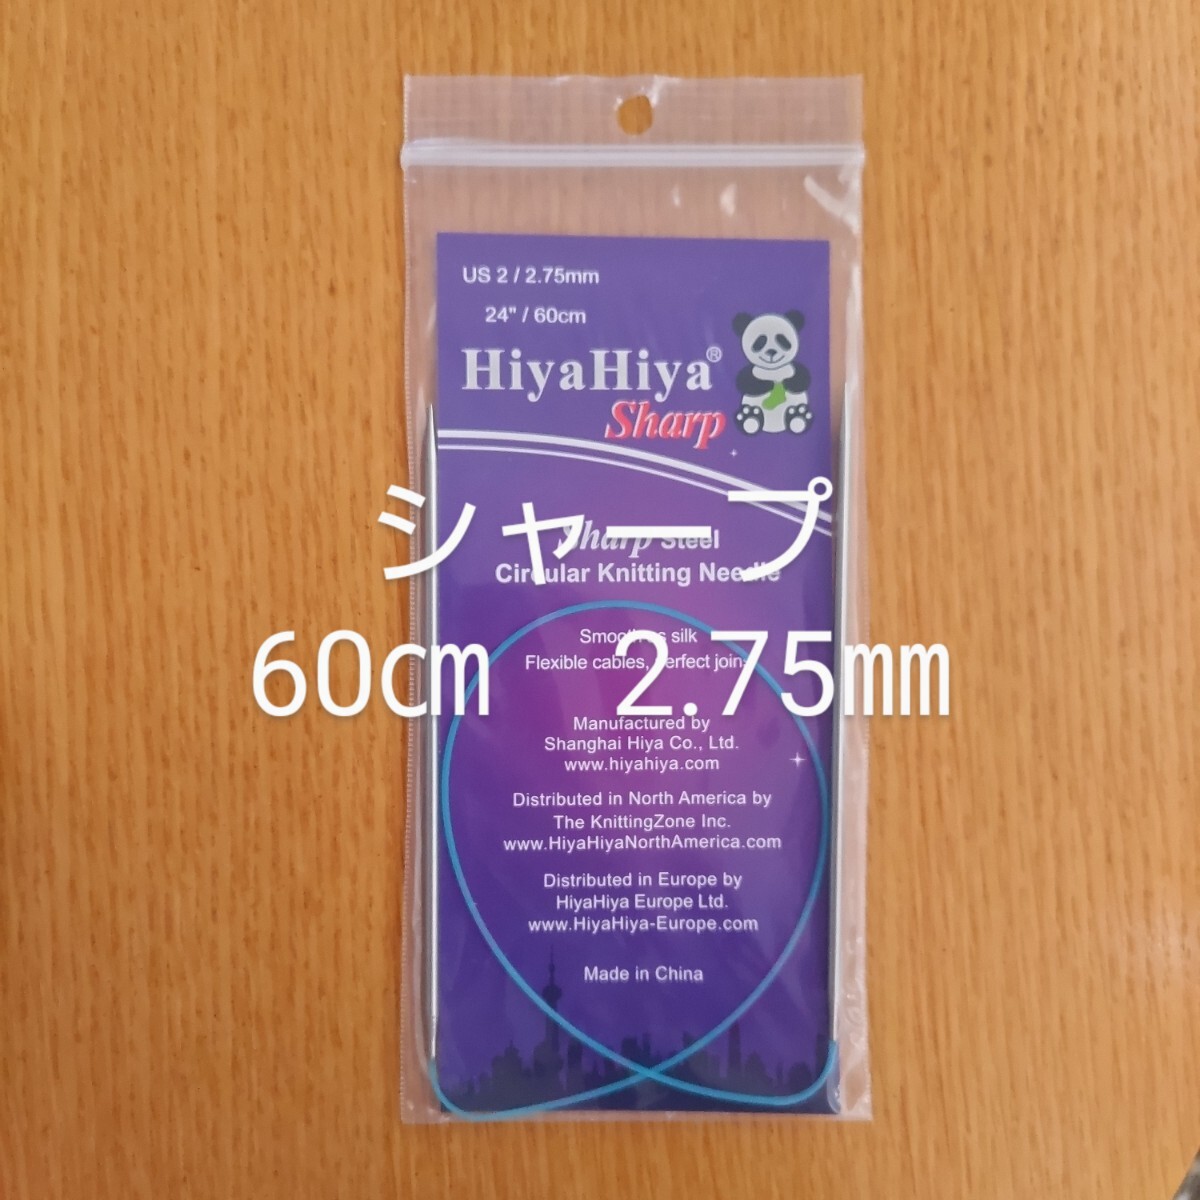 US 2 / 2.75mm
24" / 60cm
HiyaHiya®
Sharp
シャープ
Sharp Steel
Circular Knitting Needle
60㎝ 2.75㎜
Smooth as silk
Flexible cables, perfect joins
Manufactured by
Shanghai Hiya Co., Ltd.
www.hiyahiya.com
Distributed in North America by
The KnittingZone Inc.
www.HiyaHiyaNorthAmerica.com
Distributed in Europe by
HiyaHiya Europe Ltd.
www.HiyaHiya-Europe.com
Made in China